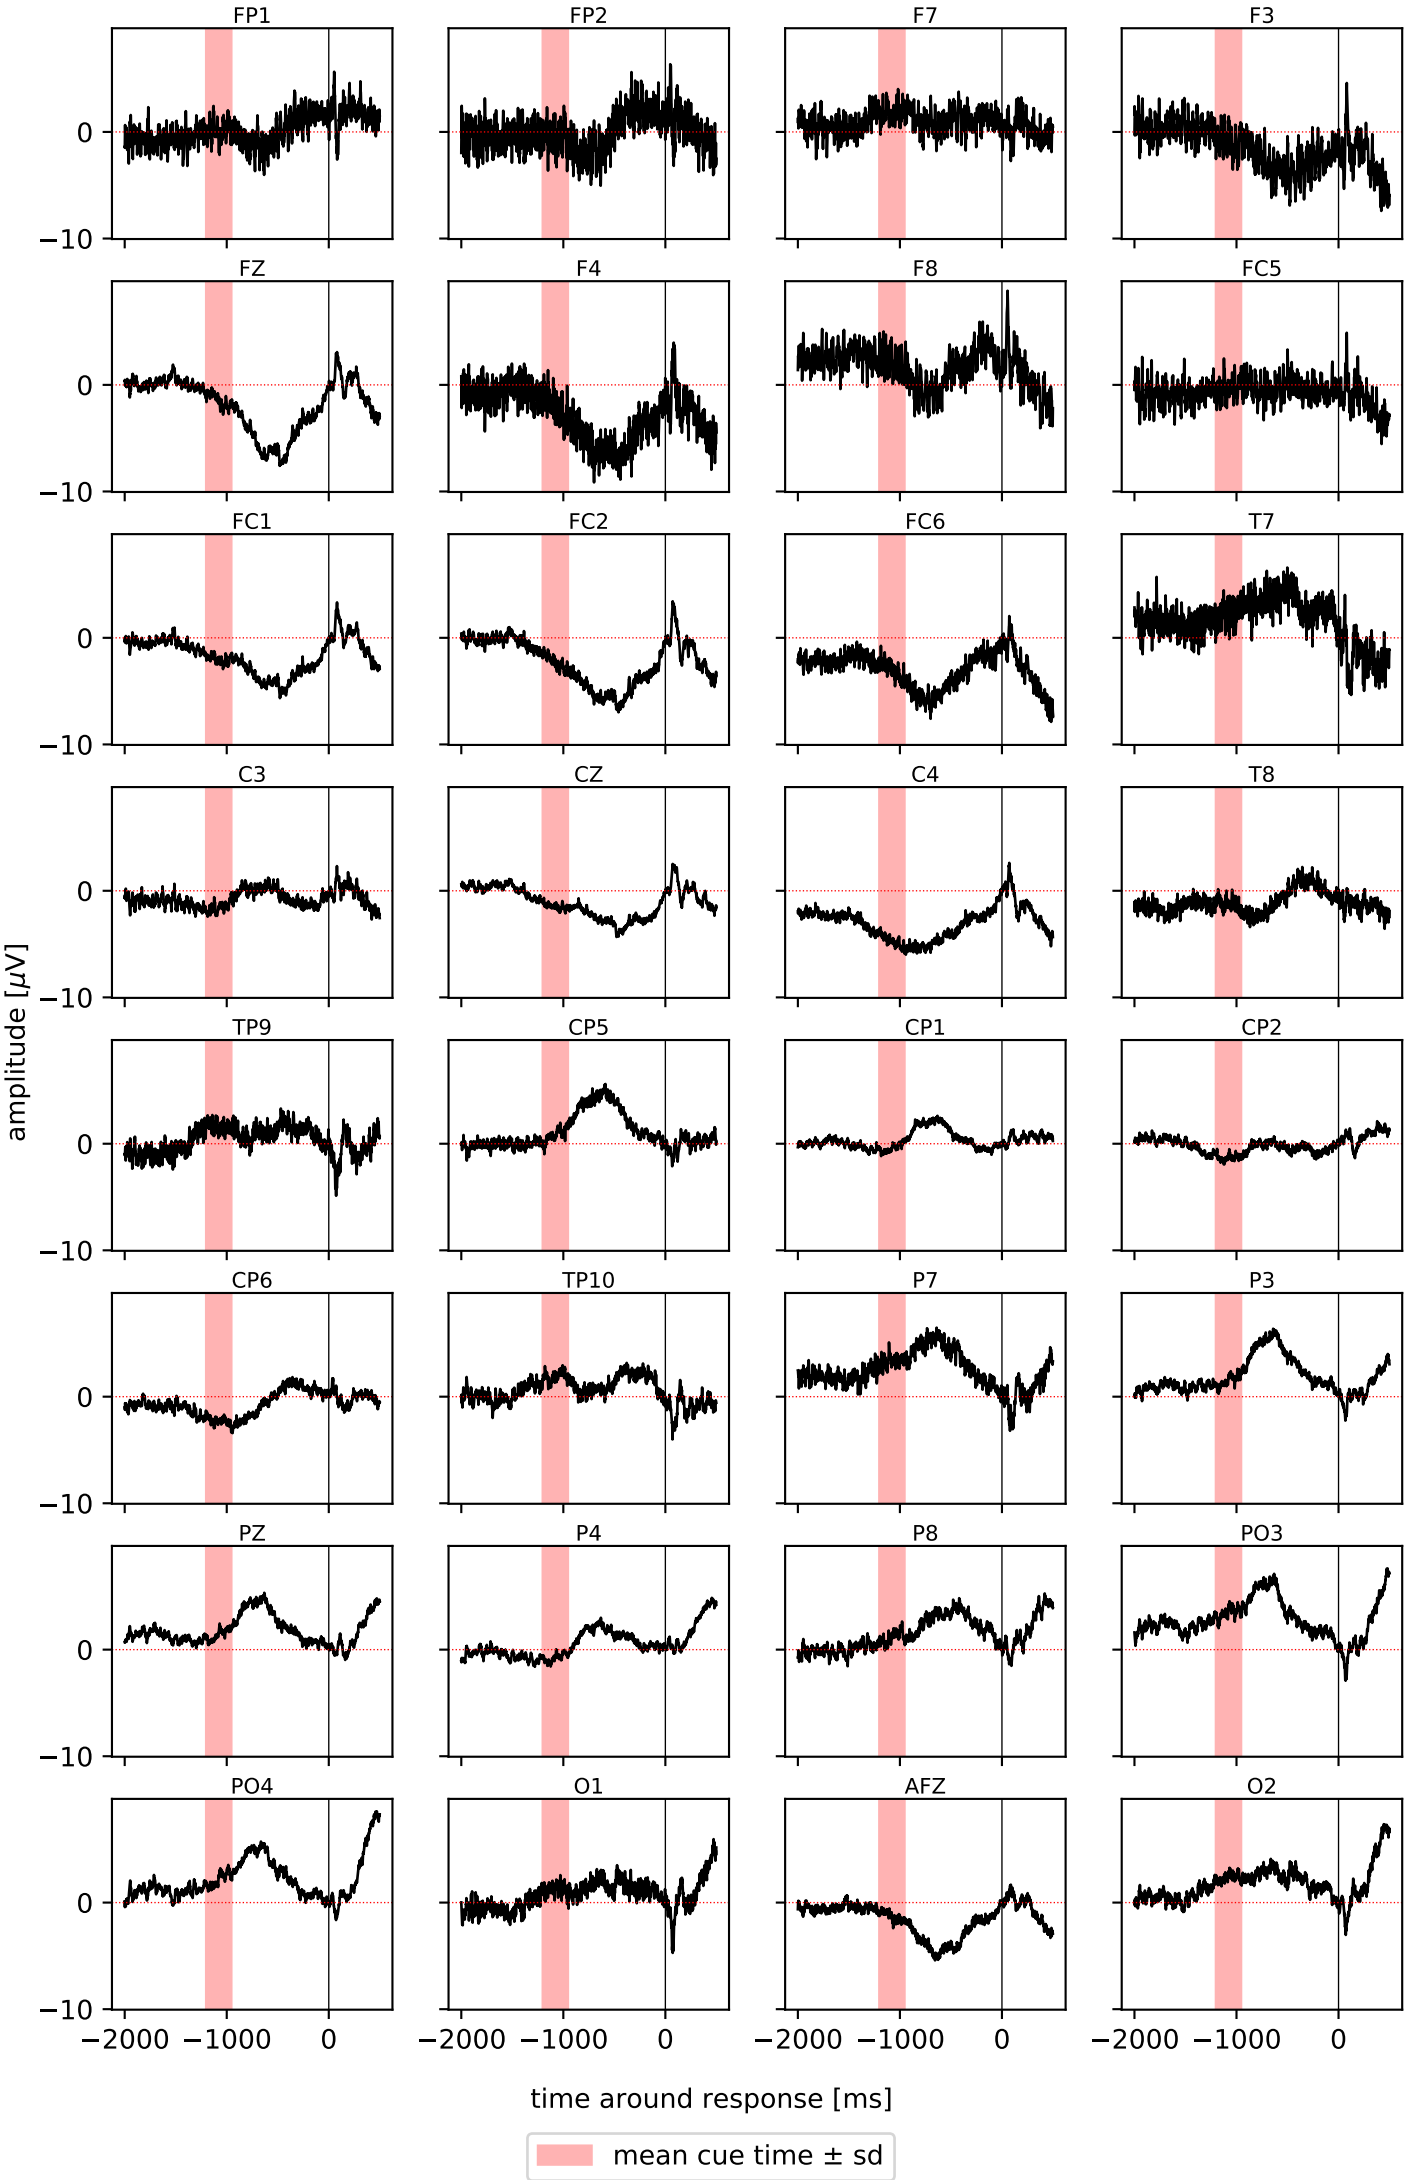 FP1 FP2 F7 F3
0
−10
FZ F4 F8 FC5
0
−10
FC1 FC2 FC6 T7
0
−10
C3 CZ C4 T8
0
−10
amplitude [μV]
TP9 CP5 CP1 CP2
0
−10
CP6 TP10 P7 P3
0
−10
PZ P4 P8 PO3
0
−10
PO4 O1 AFZ O2
0
−10
−2000 −1000 0 −2000 −1000 0 −2000 −1000 0 −2000 −1000 0
time around response [ms]
mean cue time ± sd